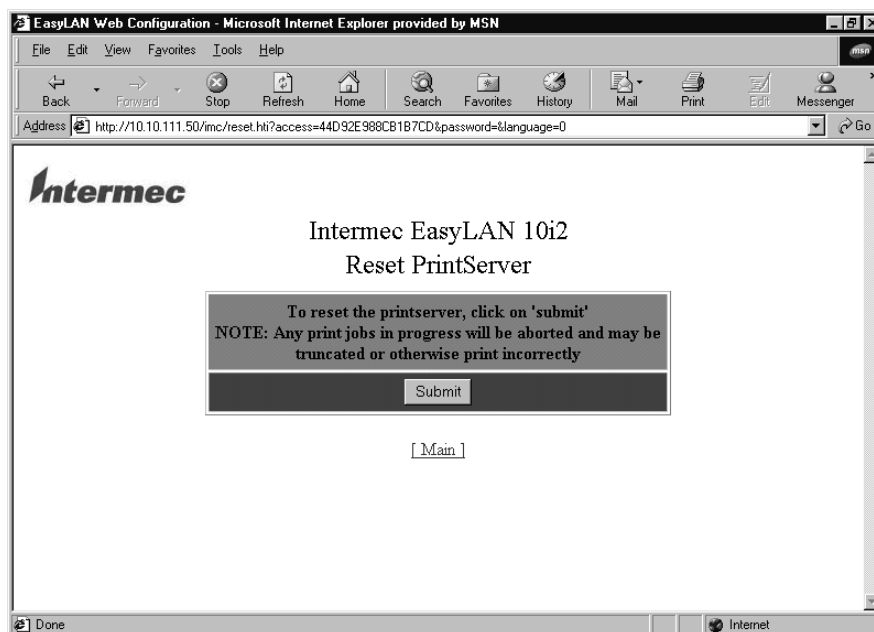 EasyLAN Web Configuration - Microsoft Internet Explorer provided by MSN
File Edit View Favorites Tools Help
msn
Back Forward Stop Refresh Home Search Favorites History Mail Print Edit Messenger
Address http://10.10.111.50/imc/reset.hti?access=44D92E988CB1B7CD&password=&language=0 Go
Intermec
Intermec EasyLAN 10i2
Reset PrintServer
To reset the printserver, click on 'submit'
NOTE: Any print jobs in progress will be aborted and may be
truncated or otherwise print incorrectly
Submit
[ Main ]
Done Internet